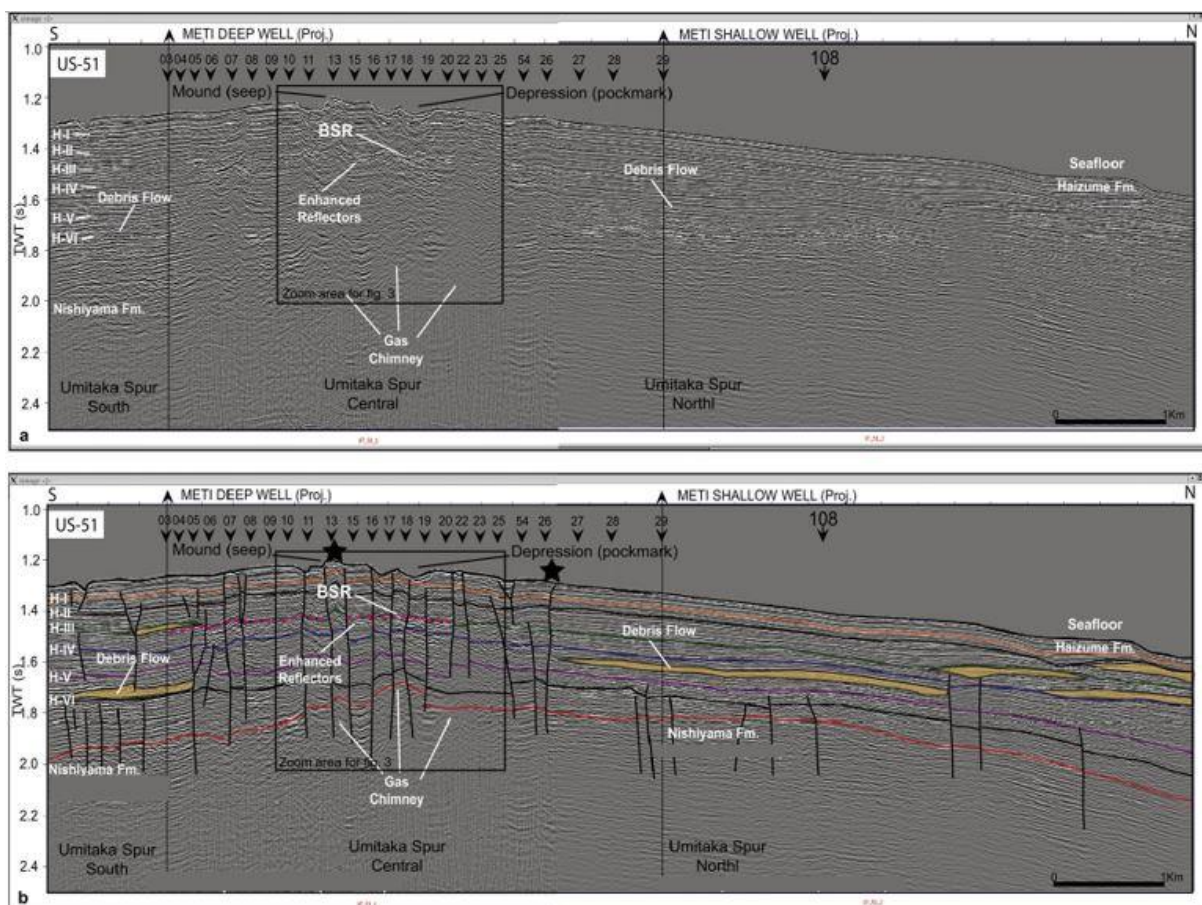 S METI DEEP WELL (Proj.) METI SHALLOW WELL (Proj.) N
1.0
US-51
03 04 05 06 07 08 09 10 11 13 15 16 17 18 19 20 22 23 25 54 26 27 28 29 108
Mound (seep) Depression (pockmark)
1.2
BSR
H-I
H-II
1.4
H-III
Debris Flow
Seafloor
Haizume Fm.
H-IV
Debris Flow
Enhanced
Reflectors
1.6
H-V
H-VI
TWT (s)
1.8
2.0
Nishiyama Fm.
Zoom area for fig. 3
Gas
Chimney
2.2
Umitaka Spur
South
Umitaka Spur
Central
Umitaka Spur
Northl
2.4
0 1Km
a
S METI DEEP WELL (Proj.) METI SHALLOW WELL (Proj.) N
1.0
US-51
03 04 05 06 07 08 09 10 11 13 15 16 17 18 19 20 22 23 25 54 26 27 28 29 108
Mound (seep) Depression (pockmark)
1.2
BSR
H-I
H-II
1.4
H-III
Debris Flow
Seafloor
Haizume Fm.
H-IV
Debris Flow
Enhanced
Reflectors
1.6
H-V
H-VI
TWT (s)
1.8
Nishiyama Fm.
2.0
Nishiyama Fm.
Zoom area for fig. 3
Gas
Chimney
2.2
Umitaka Spur
South
Umitaka Spur
Central
Umitaka Spur
Northl
2.4
0 1Km
b